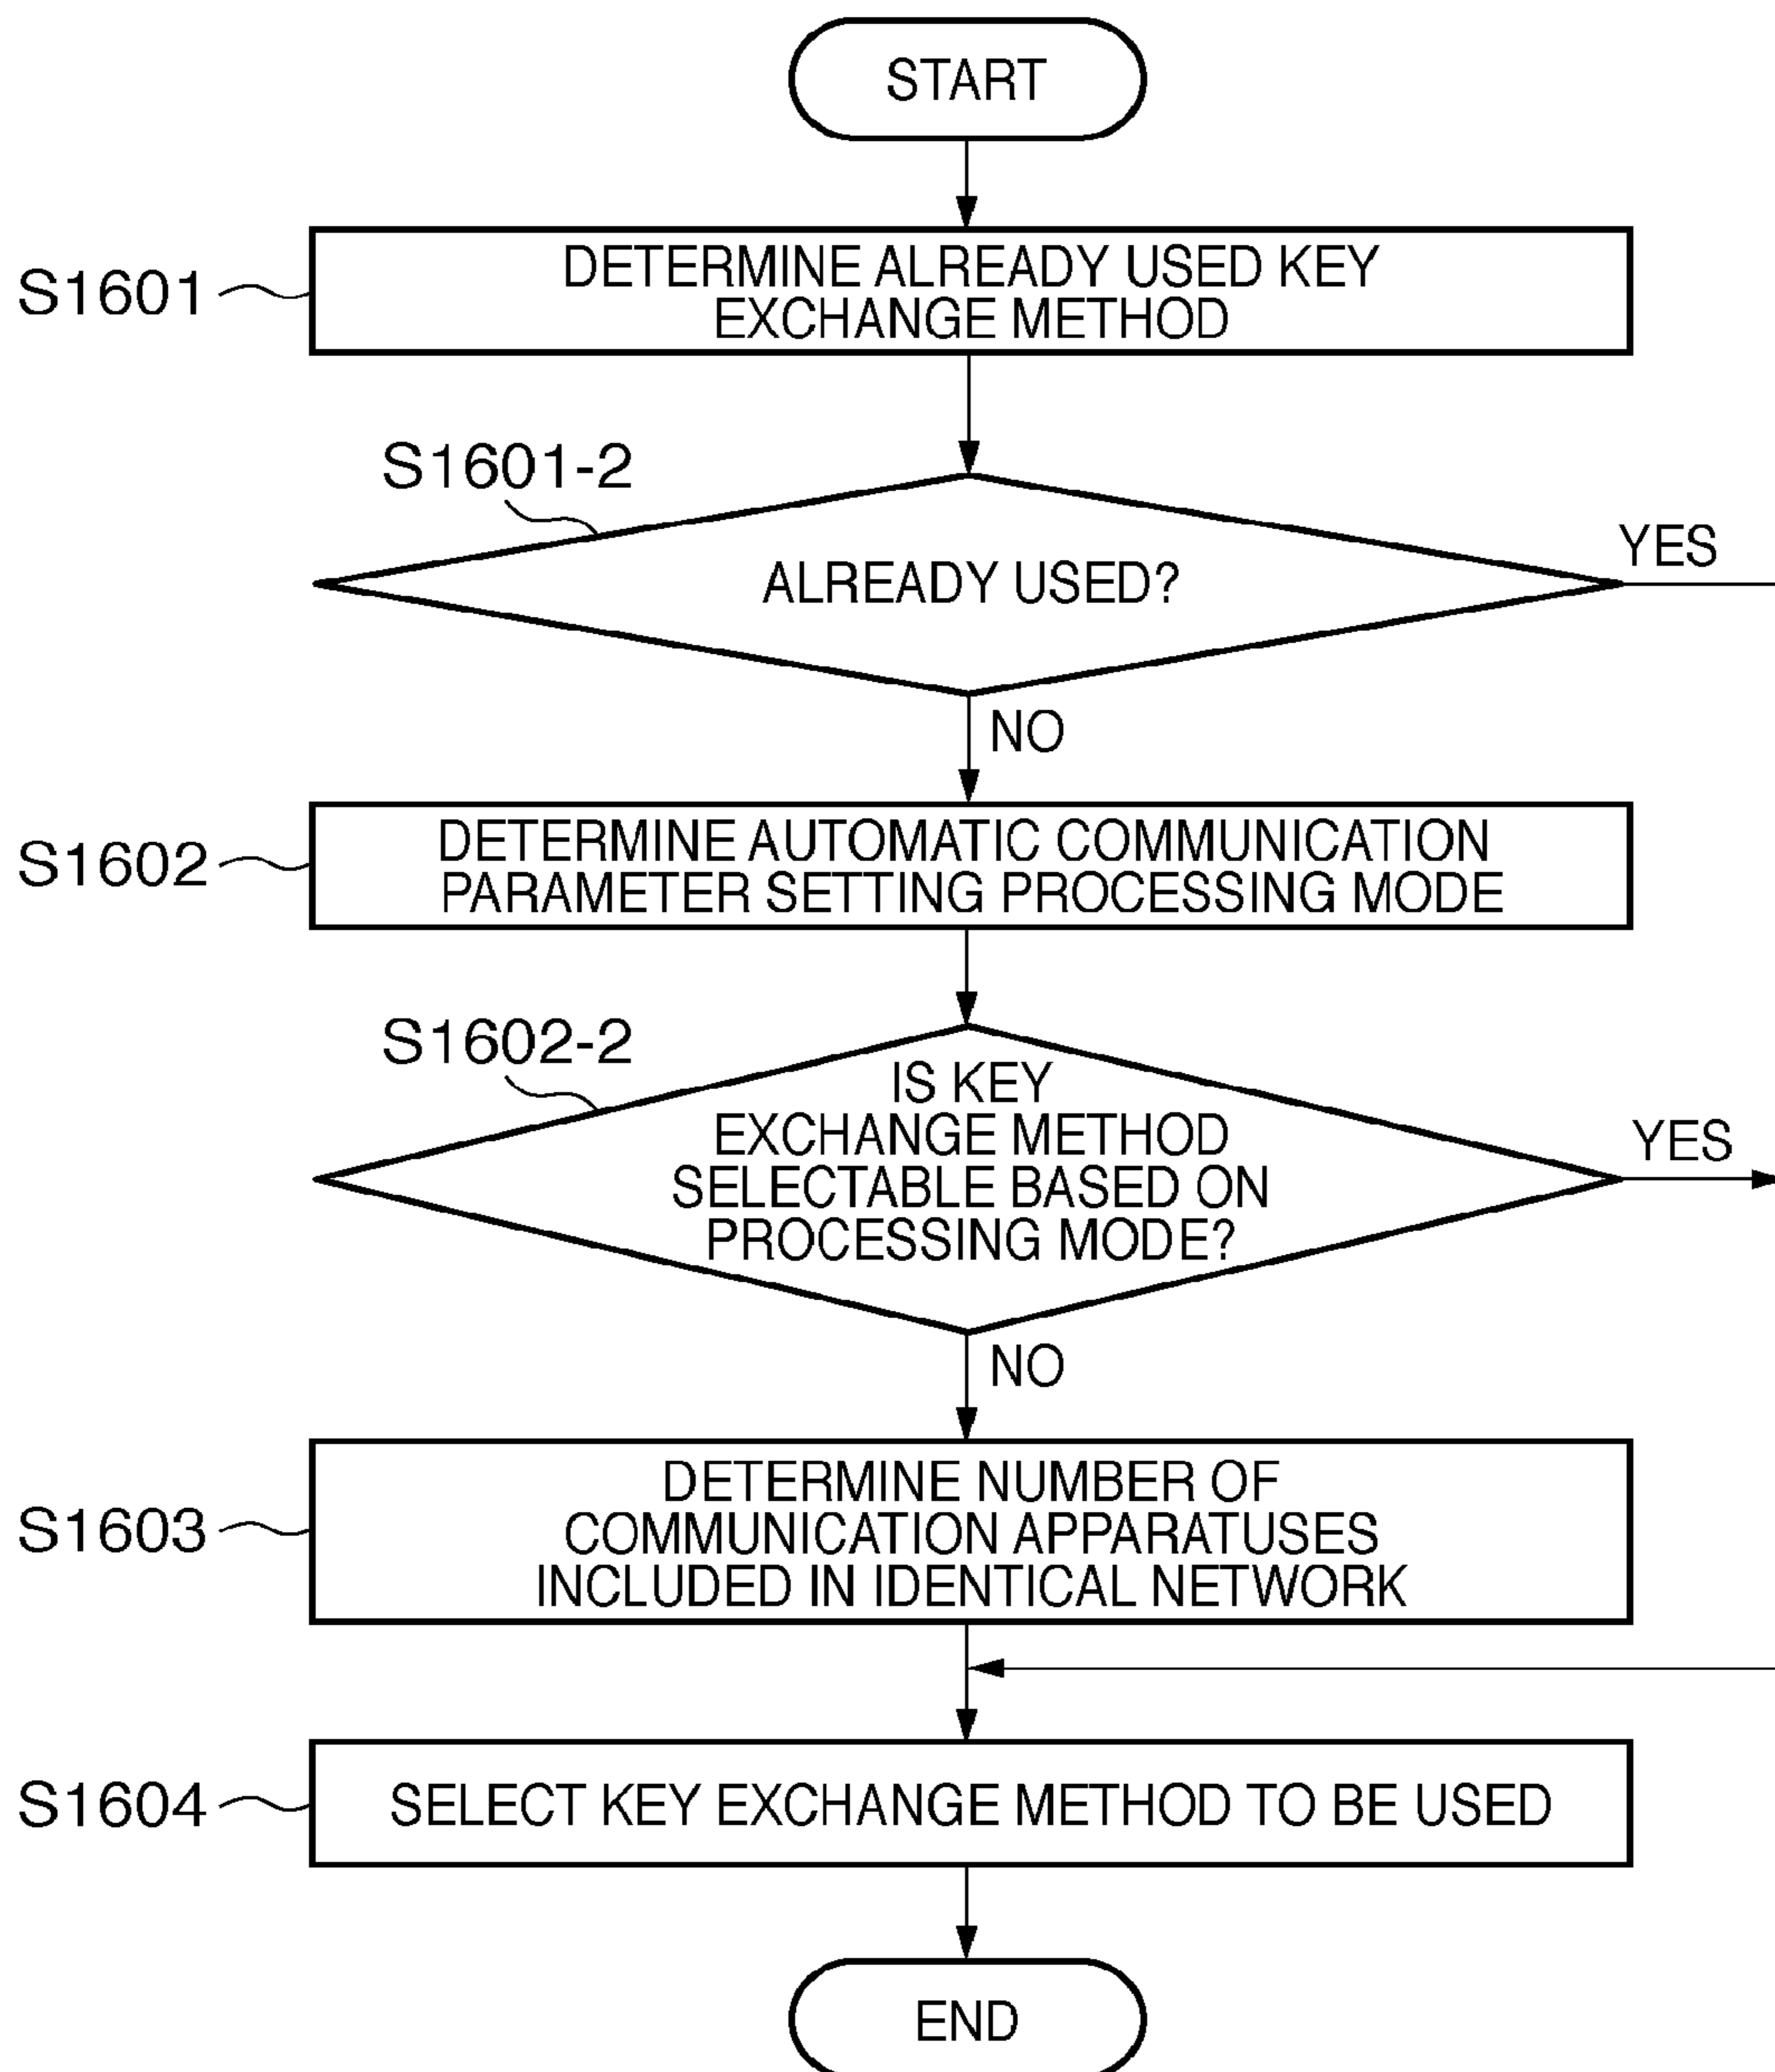 START
S1601
DETERMINE ALREADY USED KEY
EXCHANGE METHOD
S1601-2
ALREADY USED?
YES
NO
S1602
DETERMINE AUTOMATIC COMMUNICATION
PARAMETER SETTING PROCESSING MODE
S1602-2
IS KEY
EXCHANGE METHOD
SELECTABLE BASED ON
PROCESSING MODE?
YES
NO
S1603
DETERMINE NUMBER OF
COMMUNICATION APPARATUSES
INCLUDED IN IDENTICAL NETWORK
S1604
SELECT KEY EXCHANGE METHOD TO BE USED
END